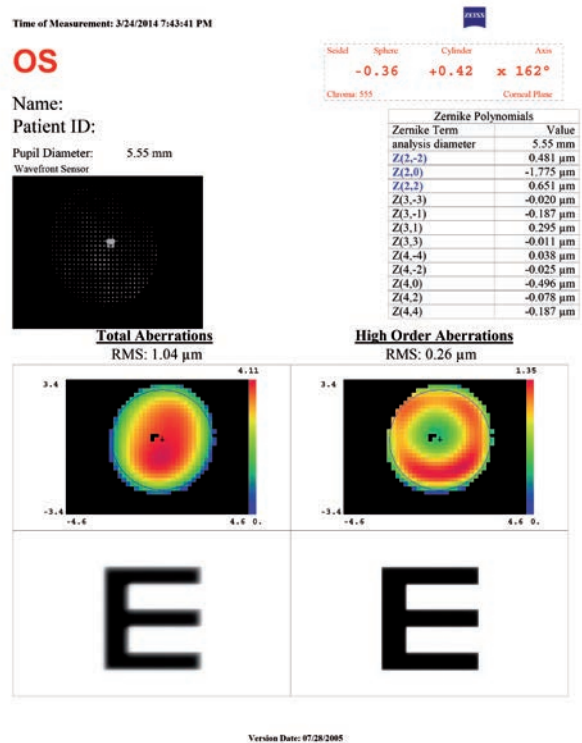 Time of Measurement: 3/24/2014 7:43:41 PM
ZEISS
OS
Seidel Sphere Cylinder Axis
-0.36 +0.42 x 162°
Chroma: 555 Corneal Plane
Name:
Patient ID:
Pupil Diameter: 5.55 mm
Wavefront Sensor
Zernike Polynomials
Zernike Term Value
analysis diameter 5.55 mm
Z(2,-2) 0.481 µm
Z(2,0) -1.775 µm
Z(2,2) 0.651 µm
Z(3,-3) -0.020 µm
Z(3,-1) -0.187 µm
Z(3,1) 0.295 µm
Z(3,3) -0.011 µm
Z(4,-4) 0.038 µm
Z(4,-2) -0.025 µm
Z(4,0) -0.496 µm
Z(4,2) -0.078 µm
Z(4,4) -0.187 µm
Total Aberrations
RMS: 1.04 µm
4.11
3.4
-3.4
-4.6 4.6 0.
High Order Aberrations
RMS: 0.26 µm
1.35
3.4
-3.4
-4.6 4.6 0.
E
E
Version Date: 07/28/2005